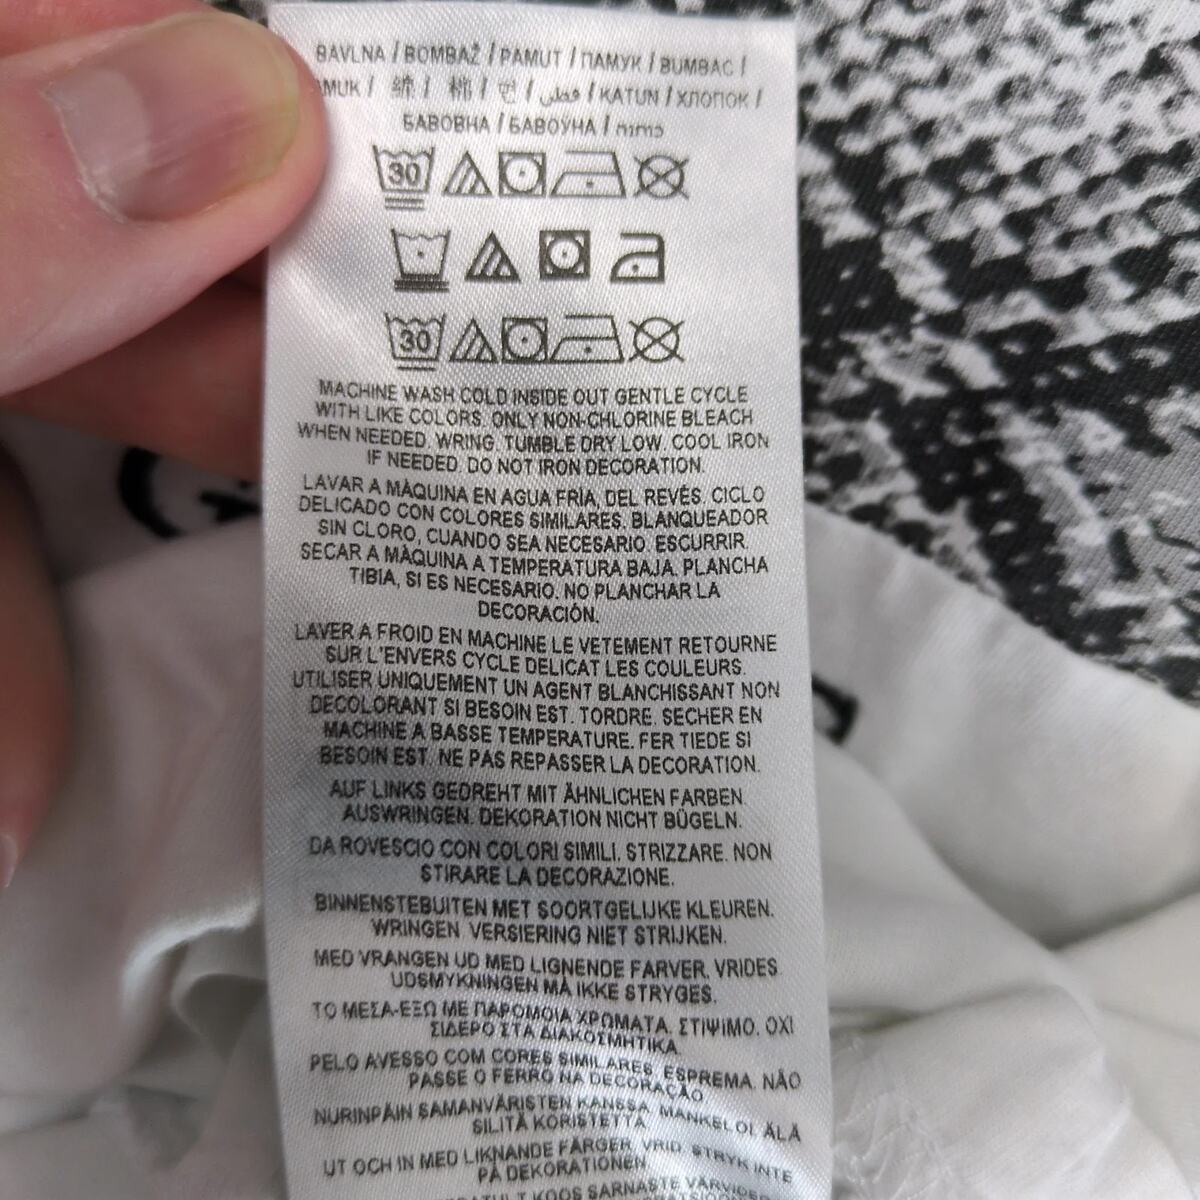 BAVLNA / BOMBAŽ / PAMUT / ПАМУК / BUMBAC /
MUK / 綿 / 棉 / 면 / قطن / KATUN / ХЛОПОК /
БАВОВНА / БАВОЎНА / כותנה
30
30
MACHINE WASH COLD INSIDE OUT GENTLE CYCLE
WITH LIKE COLORS. ONLY NON-CHLORINE BLEACH
WHEN NEEDED. WRING. TUMBLE DRY LOW. COOL IRON
IF NEEDED. DO NOT IRON DECORATION.
LAVAR A MÀQUINA EN AGUA FRÍA, DEL REVÉS. CICLO
DELICADO CON COLORES SIMILARES. BLANQUEADOR
SIN CLORO, CUANDO SEA NECESARIO. ESCURRIR.
SECAR A MÀQUINA A TEMPERATURA BAJA. PLANCHA
TIBIA, SI ES NECESARIO. NO PLANCHAR LA
DECORACIÓN.
LAVER A FROID EN MACHINE LE VETEMENT RETOURNE
SUR L'ENVERS CYCLE DELICAT LES COULEURS.
UTILISER UNIQUEMENT UN AGENT BLANCHISSANT NON
DECOLORANT SI BESOIN EST. TORDRE. SECHER EN
MACHINE A BASSE TEMPERATURE. FER TIEDE SI
BESOIN EST. NE PAS REPASSER LA DECORATION.
AUF LINKS GEDREHT MIT ÄHNLICHEN FARBEN.
AUSWRINGEN. DEKORATION NICHT BÜGELN.
DA ROVESCIO CON COLORI SIMILI. STRIZZARE. NON
STIRARE LA DECORAZIONE.
BINNENSTEBUITEN MET SOORTGELIJKE KLEUREN.
WRINGEN. VERSIERING NIET STRIJKEN.
MED VRANGEN UD MED LIGNENDE FARVER. VRIDES.
UDSMYKNINGEN MÅ IKKE STRYGES.
ΤΟ ΜΕΣΑ-ΕΞΩ ΜΕ ΠΑΡΟΜΟΙΑ ΧΡΩΜΑΤΑ. ΣΤΙΨΙΜΟ. ΟΧΙ
ΣΙΔΕΡΟ ΣΤΑ ΔΙΑΚΟΣΜΗΤΙΚΑ.
PELO AVESSO COM CORES SIMILARES. ESPREMA. NÃO
PASSE O FERRO NA DECORAÇÃO
NURINPÄIN SAMANVÄRISTEN KANSSA. MANKELOI. ÄLÄ
SILITÄ KORISTETTA
UT OCH IN MED LIKNANDE FÄRGER. VRID. STRYK INTE
PÅ DEKORATIONEN
KOOS SARNASTE